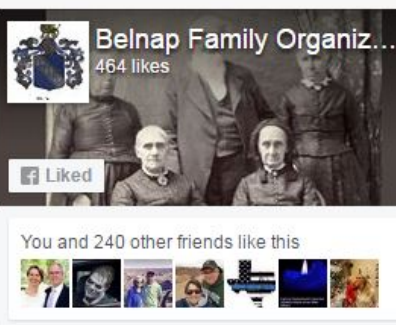 Belnap Family Organiz...
464 likes
Liked
You and 240 other friends like this